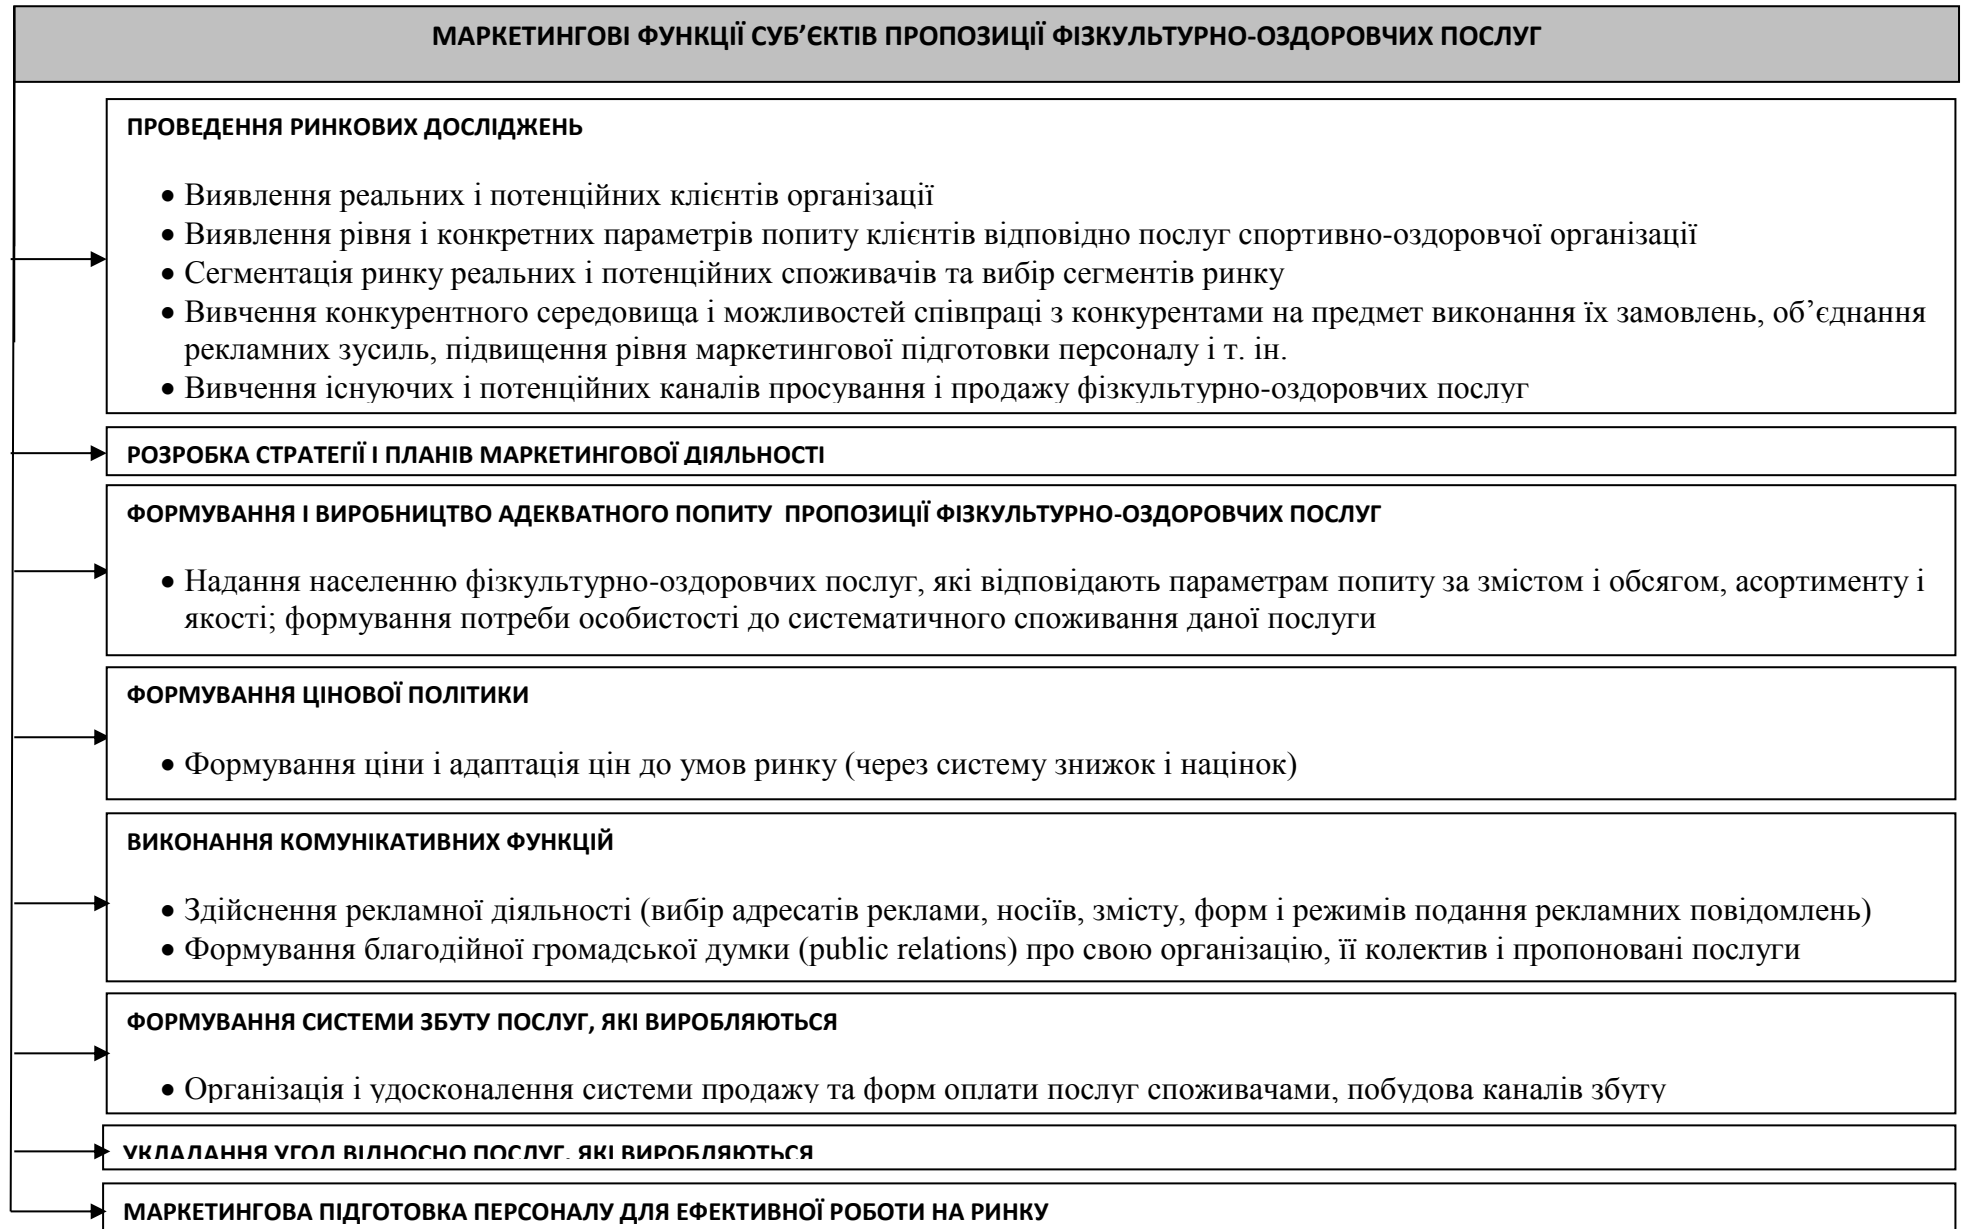 МАРКЕТИНГОВІ ФУНКЦІЇ СУБ’ЄКТІВ ПРОПОЗИЦІЇ ФІЗКУЛЬТУРНО-ОЗДОРОВЧИХ ПОСЛУГ
ПРОВЕДЕННЯ РИНКОВИХ ДОСЛІДЖЕНЬ
• Виявлення реальних і потенційних клієнтів організації
• Виявлення рівня і конкретних параметрів попиту клієнтів відповідно послуг спортивно-оздоровчої організації
• Сегментація ринку реальних і потенційних споживачів та вибір сегментів ринку
• Вивчення конкурентного середовища і можливостей співпраці з конкурентами на предмет виконання їх замовлень, об’єднання
рекламних зусиль, підвищення рівня маркетингової підготовки персоналу і т. ін.
• Вивчення існуючих і потенційних каналів просування і продажу фізкультурно-оздоровчих послуг
РОЗРОБКА СТРАТЕГІЇ І ПЛАНІВ МАРКЕТИНГОВОЇ ДІЯЛЬНОСТІ
ФОРМУВАННЯ І ВИРОБНИЦТВО АДЕКВАТНОГО ПОПИТУ ПРОПОЗИЦІЇ ФІЗКУЛЬТУРНО-ОЗДОРОВЧИХ ПОСЛУГ
• Надання населенню фізкультурно-оздоровчих послуг, які відповідають параметрам попиту за змістом і обсягом, асортименту і
якості; формування потреби особистості до систематичного споживання даної послуги
ФОРМУВАННЯ ЦІНОВОЇ ПОЛІТИКИ
• Формування ціни і адаптація цін до умов ринку (через систему знижок і націнок)
ВИКОНАННЯ КОМУНІКАТИВНИХ ФУНКЦІЙ
• Здійснення рекламної діяльності (вибір адресатів реклами, носіїв, змісту, форм і режимів подання рекламних повідомлень)
• Формування благодійної громадської думки (public relations) про свою організацію, її колектив і пропоновані послуги
ФОРМУВАННЯ СИСТЕМИ ЗБУТУ ПОСЛУГ, ЯКІ ВИРОБЛЯЮТЬСЯ
• Організація і удосконалення системи продажу та форм оплати послуг споживачами, побудова каналів збуту
УКЛАДАННЯ УГОД ВІДНОСНО ПОСЛУГ, ЯКІ ВИРОБЛЯЮТЬСЯ
МАРКЕТИНГОВА ПІДГОТОВКА ПЕРСОНАЛУ ДЛЯ ЕФЕКТИВНОЇ РОБОТИ НА РИНКУ